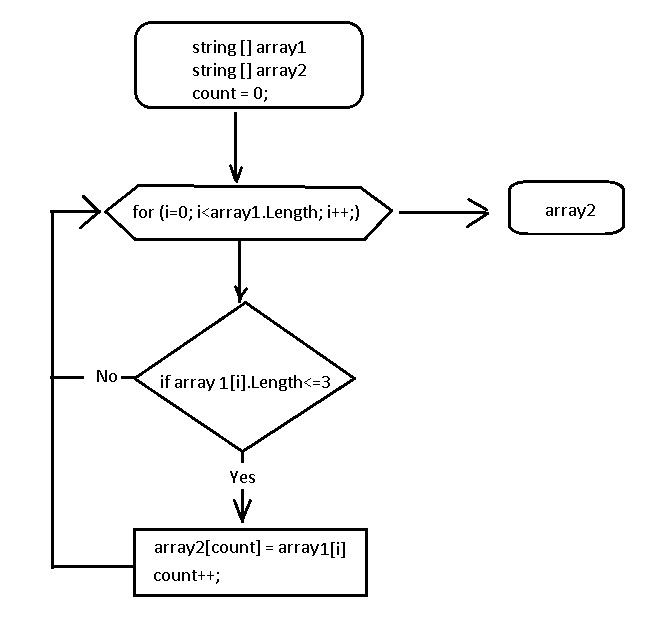 string [] array1
string [] array2
count = 0;
for (i=0; i<array1.Length; i++;)
array2
if array 1[i].Length<=3
No
Yes
array2[count] = array1[i]
count++;